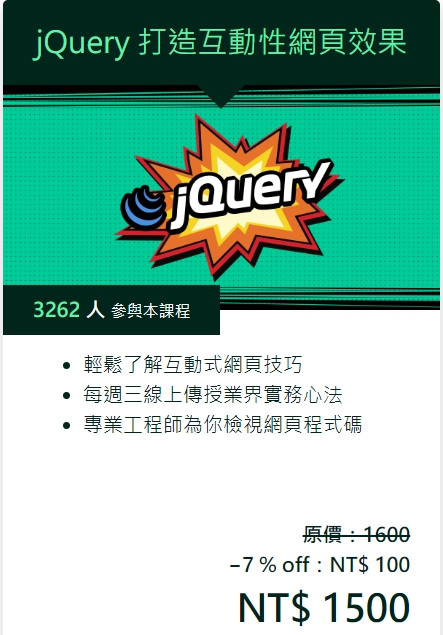 jQuery 打造互動性網頁效果
jQuery
3262 人 參與本課程
輕鬆了解互動式網頁技巧
每週三線上傳授業界實務心法
專業工程師為你檢視網頁程式碼
原價：1600
−7 % off：NT$ 100
NT$ 1500